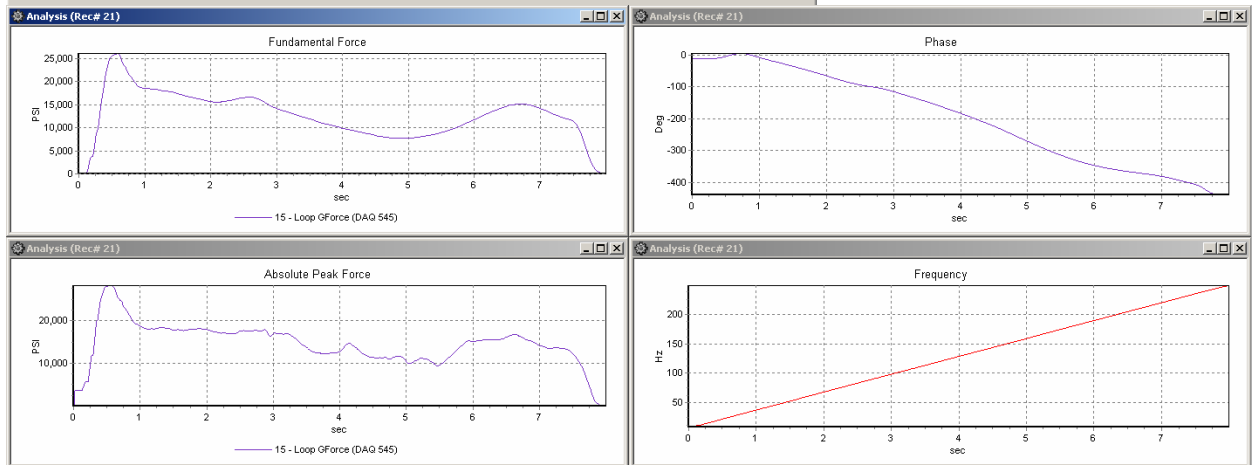 Analysis (Rec# 21)
Fundamental Force
25,000
20,000
15,000
10,000
5,000
0
PSI
0 1 2 3 4 5 6 7
sec
15 - Loop GForce (DAQ 545)
Analysis (Rec# 21)
Phase
0
-100
-200
-300
-400
Deg
0 1 2 3 4 5 6 7
sec
Analysis (Rec# 21)
Absolute Peak Force
20,000
10,000
PSI
0 1 2 3 4 5 6 7
sec
15 - Loop GForce (DAQ 545)
Analysis (Rec# 21)
Frequency
200
150
100
50
Hz
0 1 2 3 4 5 6 7
sec